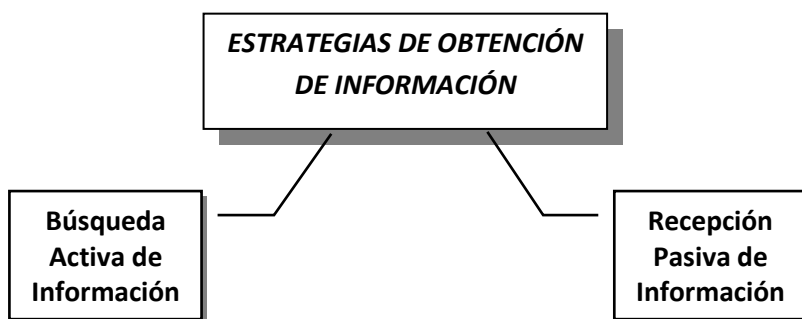 ESTRATEGIAS DE OBTENCIÓN
DE INFORMACIÓN
Búsqueda
Activa de
Información
Recepción
Pasiva de
Información